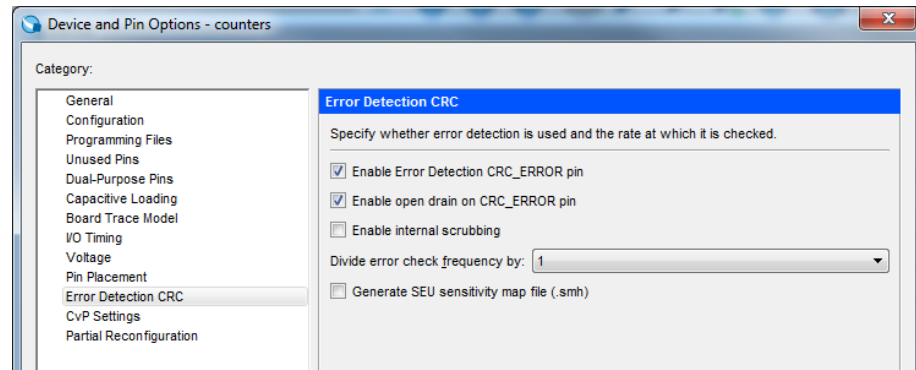 Device and Pin Options - counters
Category:
General
Configuration
Programming Files
Unused Pins
Dual-Purpose Pins
Capacitive Loading
Board Trace Model
I/O Timing
Voltage
Pin Placement
Error Detection CRC
CvP Settings
Partial Reconfiguration
Error Detection CRC
Specify whether error detection is used and the rate at which it is checked.
Enable Error Detection CRC_ERROR pin
Enable open drain on CRC_ERROR pin
Enable internal scrubbing
Divide error check frequency by: 1
Generate SEU sensitivity map file (.smh)